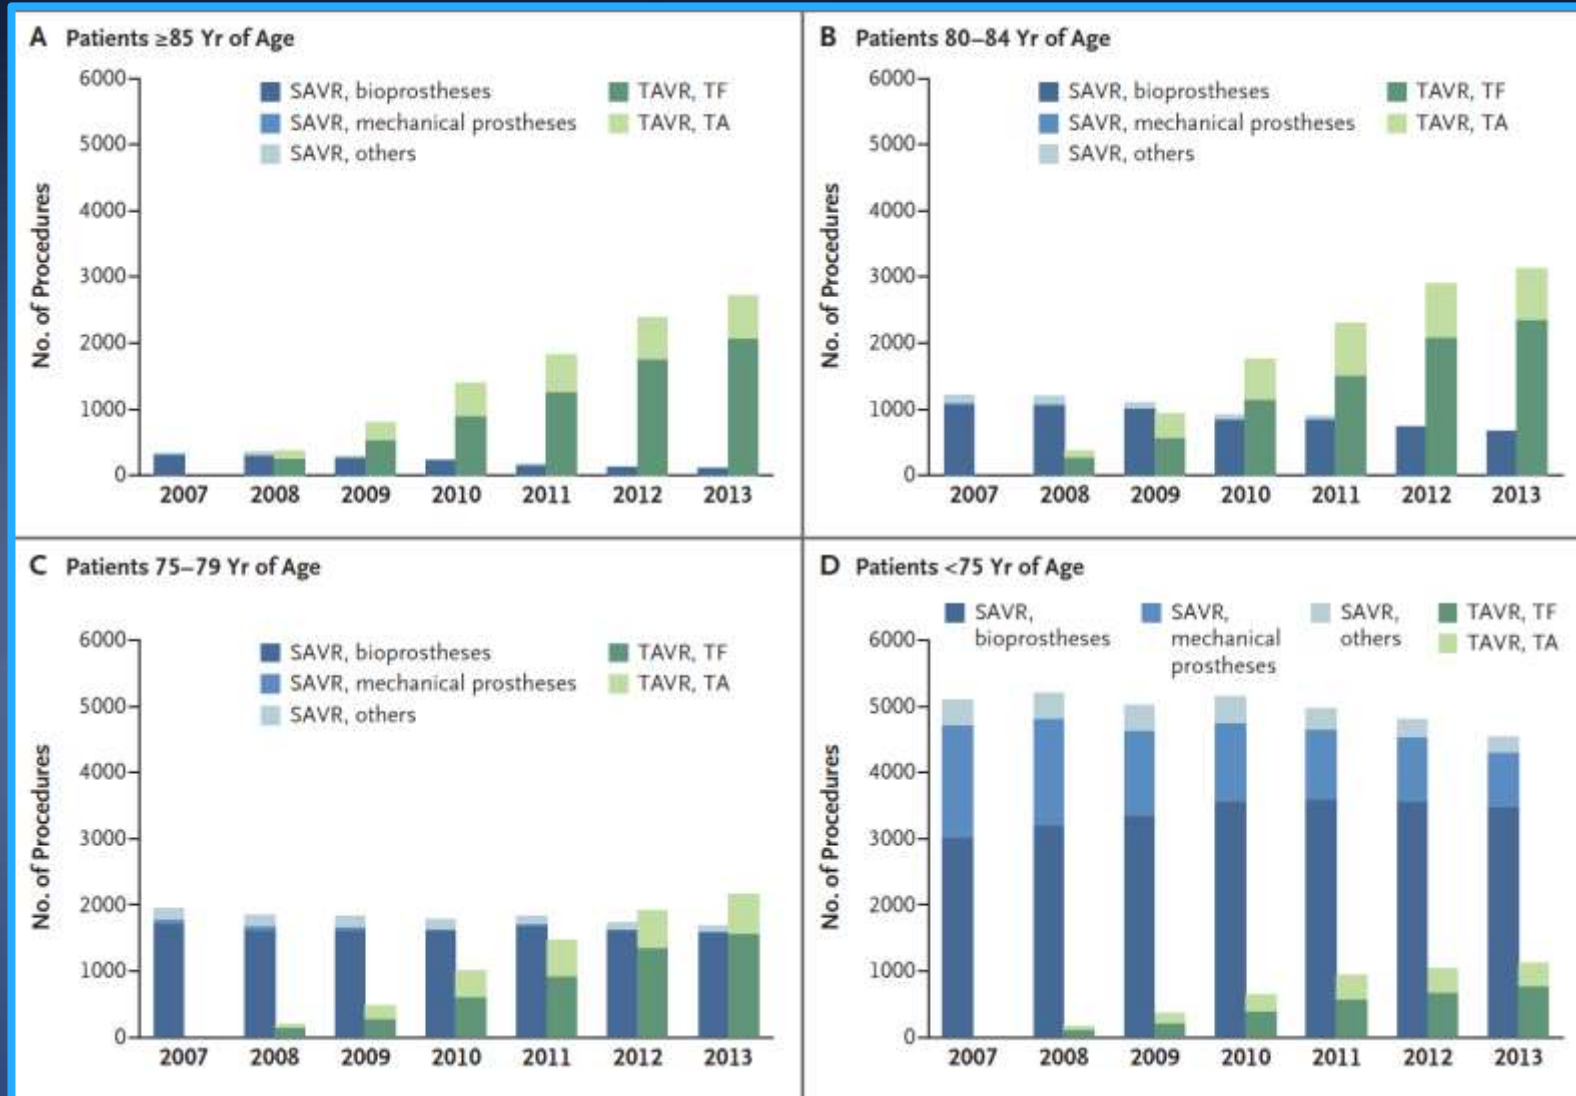 A Patients ≥85 Yr of Age
No. of Procedures
6000
5000
4000
3000
2000
1000
0
SAVR, bioprostheses
SAVR, mechanical prostheses
SAVR, others
TAVR, TF
TAVR, TA
2007 2008 2009 2010 2011 2012 2013
B Patients 80–84 Yr of Age
No. of Procedures
6000
5000
4000
3000
2000
1000
0
SAVR, bioprostheses
SAVR, mechanical prostheses
SAVR, others
TAVR, TF
TAVR, TA
2007 2008 2009 2010 2011 2012 2013
C Patients 75–79 Yr of Age
No. of Procedures
6000
5000
4000
3000
2000
1000
0
SAVR, bioprostheses
SAVR, mechanical prostheses
SAVR, others
TAVR, TF
TAVR, TA
2007 2008 2009 2010 2011 2012 2013
D Patients <75 Yr of Age
No. of Procedures
6000
5000
4000
3000
2000
1000
0
SAVR,
bioprostheses
SAVR,
mechanical
prostheses
SAVR,
others
TAVR, TF
TAVR, TA
2007 2008 2009 2010 2011 2012 2013